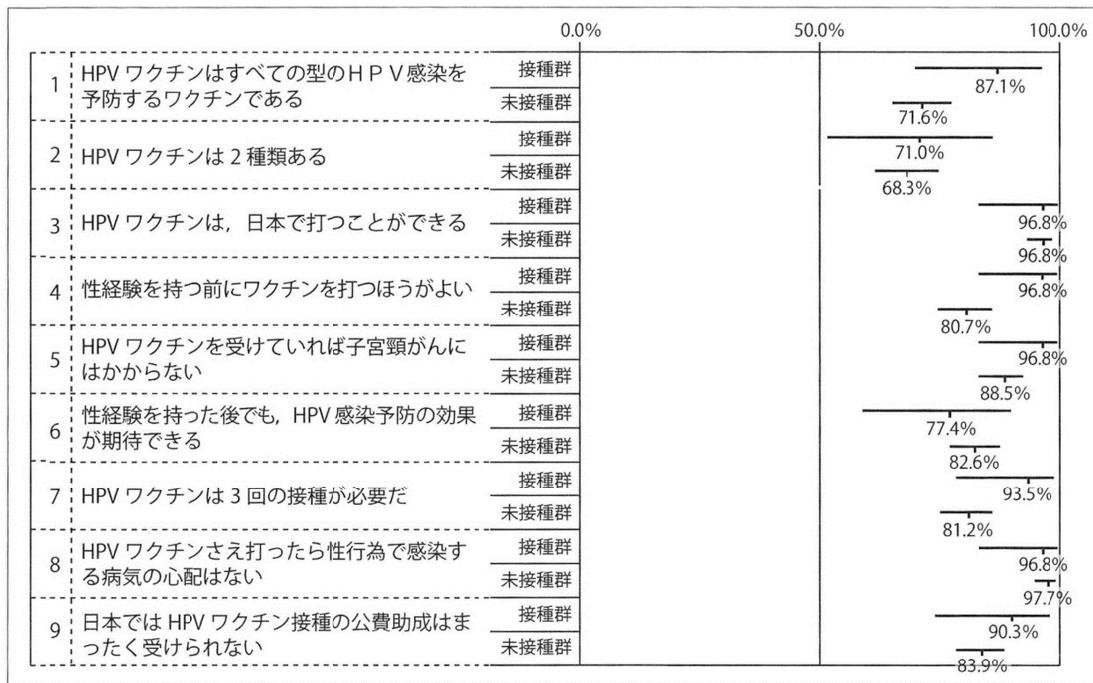 0.0% 50.0% 100.0%
1 HPV ワクチンはすべての型のＨＰＶ感染を
予防するワクチンである
接種群 87.1%
未接種群 71.6%
2 HPV ワクチンは 2 種類ある
接種群 71.0%
未接種群 68.3%
3 HPV ワクチンは，日本で打つことができる
接種群 96.8%
未接種群 96.8%
4 性経験を持つ前にワクチンを打つほうがよい
接種群 96.8%
未接種群 80.7%
5 HPV ワクチンを受けていれば子宮頸がんに
はかからない
接種群 96.8%
未接種群 88.5%
6 性経験を持った後でも，HPV 感染予防の効果
が期待できる
接種群 77.4%
未接種群 82.6%
7 HPV ワクチンは 3 回の接種が必要だ
接種群 93.5%
未接種群 81.2%
8 HPV ワクチンさえ打ったら性行為で感染す
る病気の心配はない
接種群 96.8%
未接種群 97.7%
9 日本では HPV ワクチン接種の公費助成はま
ったく受けられない
接種群 90.3%
未接種群 83.9%